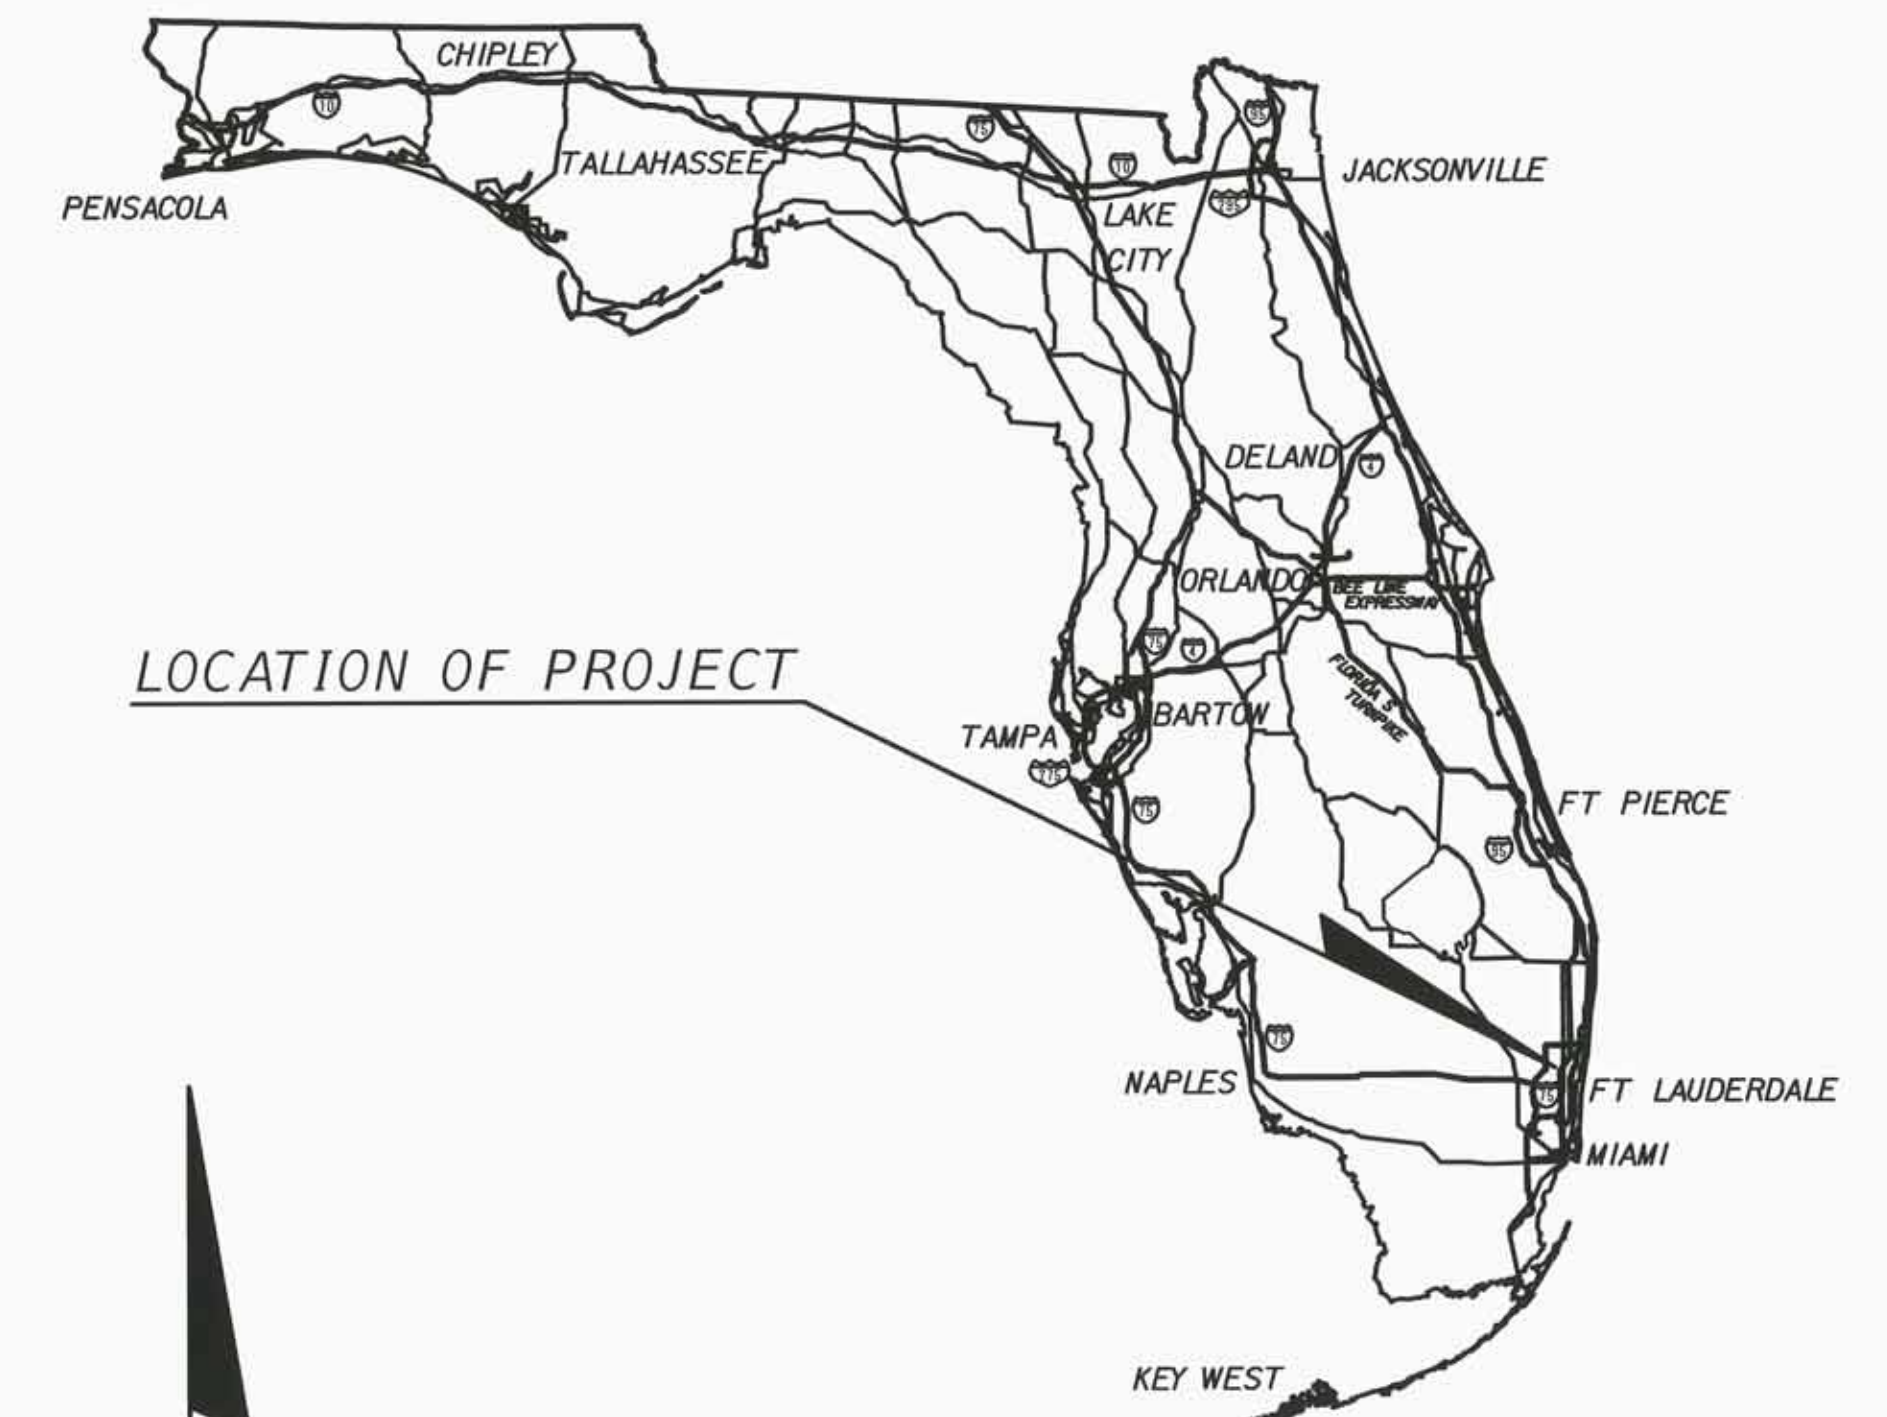 CHIPLEY
10
75
95
TALLAHASSEE
10
JACKSONVILLE
PENSACOLA
295
LAKE
CITY
DELAND
4
ORLANDO
BEE LINE
EXPRESSWAY
75
4
LOCATION OF PROJECT
FLORIDA'S
TURNPIKE
BARTOW
TAMPA
275
75
FT PIERCE
95
75
NAPLES
75
FT LAUDERDALE
MIAMI
KEY WEST